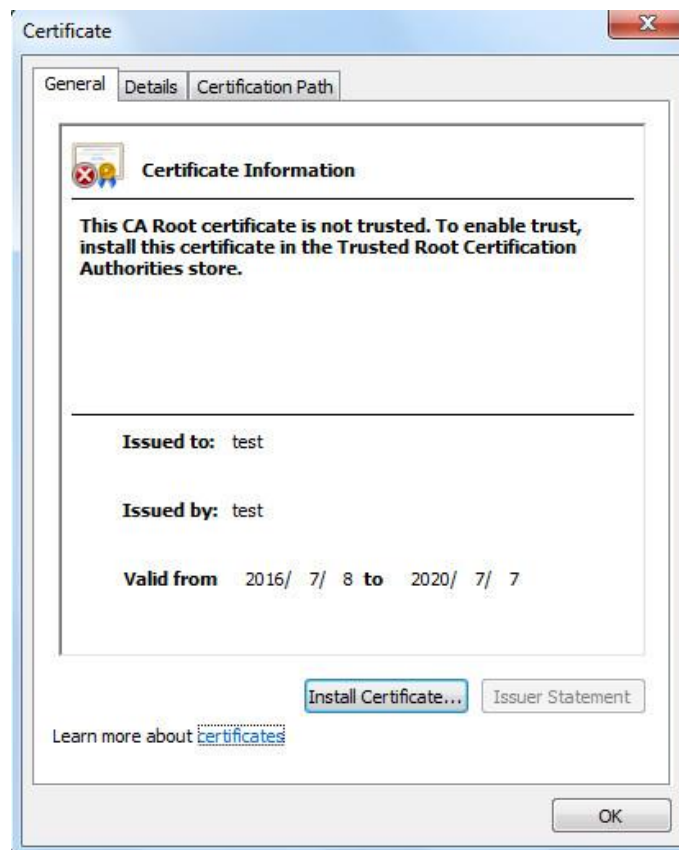 Certificate
General Details Certification Path
Certificate Information
This CA Root certificate is not trusted. To enable trust,
install this certificate in the Trusted Root Certification
Authorities store.
Issued to: test
Issued by: test
Valid from 2016/ 7/ 8 to 2020/ 7/ 7
Install Certificate... Issuer Statement
Learn more about certificates
OK